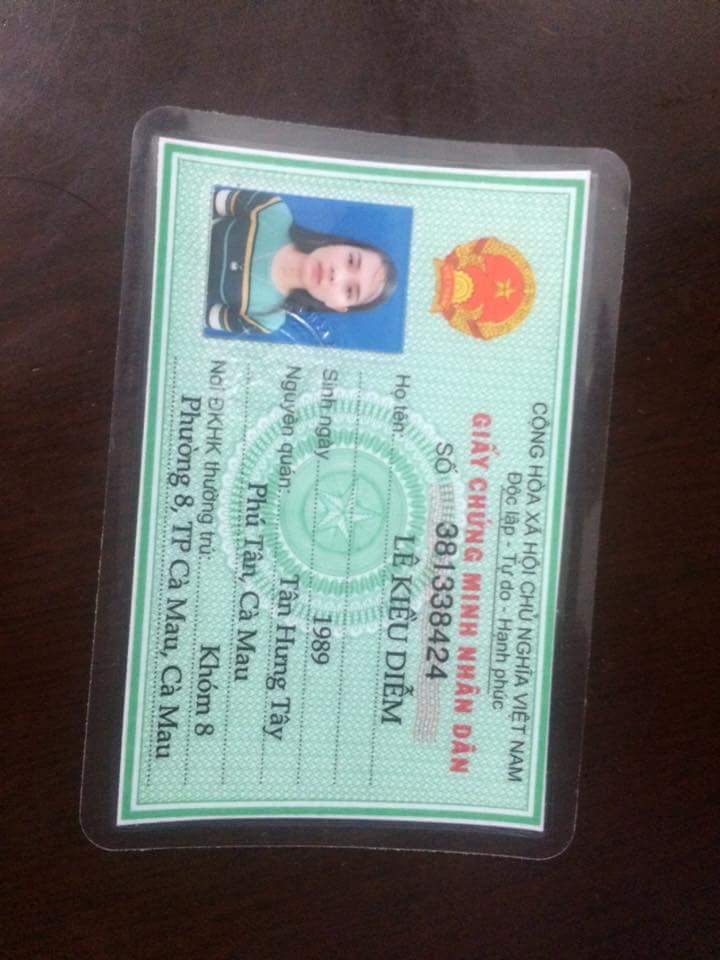 CỘNG HÒA XÃ HỘI CHỦ NGHĨA VIỆT NAM
Độc lập - Tự do - Hạnh phúc
GIẤY CHỨNG MINH NHÂN DÂN
SỐ 381338424
Họ tên: LÊ KIỀU DIỄM
Sinh ngày 1989
Nguyên quán: Tân Hưng Tây
Phú Tân, Cà Mau
Nơi ĐKHK thường trú: Khóm 8
Phường 8, TP Cà Mau, Cà Mau